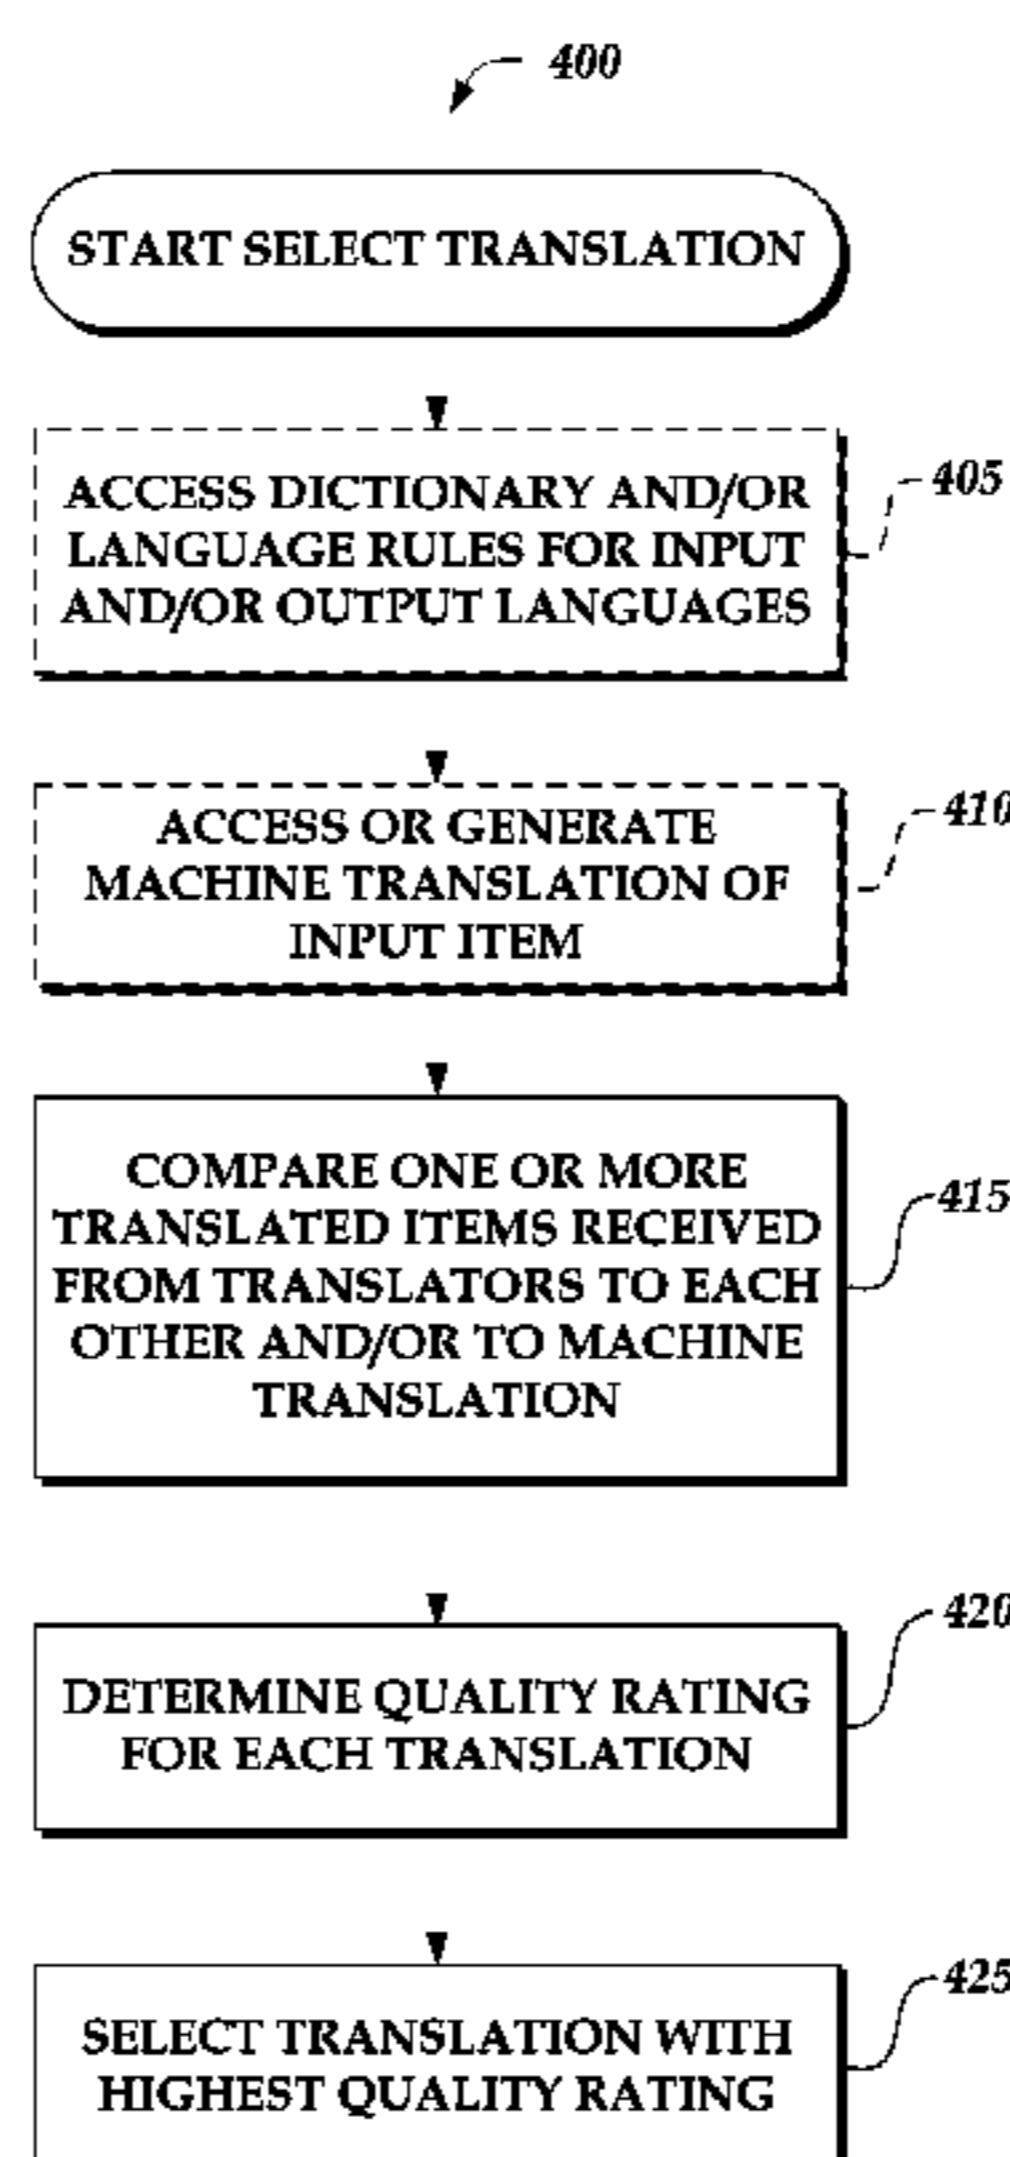 400
START SELECT TRANSLATION
ACCESS DICTIONARY AND/OR
LANGUAGE RULES FOR INPUT
AND/OR OUTPUT LANGUAGES
405
ACCESS OR GENERATE
MACHINE TRANSLATION OF
INPUT ITEM
410
COMPARE ONE OR MORE
TRANSLATED ITEMS RECEIVED
FROM TRANSLATORS TO EACH
OTHER AND/OR TO MACHINE
TRANSLATION
415
DETERMINE QUALITY RATING
FOR EACH TRANSLATION
420
SELECT TRANSLATION WITH
HIGHEST QUALITY RATING
425